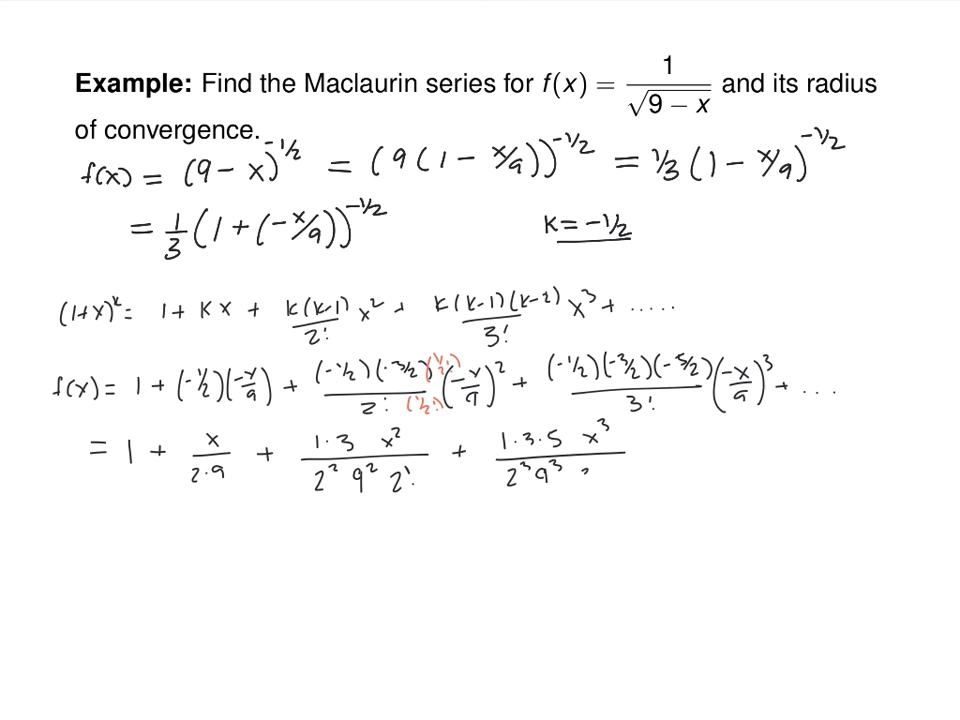 Example: Find the Maclaurin series for f(x) = 1/√(9 − x) and its radius
of convergence.
f(x) = (9 − x)^(-1/2) = (9(1 − x/9))^(-1/2) = 1/3 (1 − x/9)^(-1/2)
= 1/3 (1 + (−x/9))^(-1/2) K = −1/2
(1+x)^k = 1 + Kx + K(K-1)/2! x² + K(K-1)(K-2)/3! x³ + .....
f(x) = 1 + (-1/2)(-x/9) + (-1/2)(-3/2)/2! (-x/9)² + (-1/2)(-3/2)(-5/2)/3! (-x/9)³ + ...
= 1 + x/(2·9) + (1·3 x²)/(2² 9² 2!) + (1·3·5 x³)/(2³ 9³